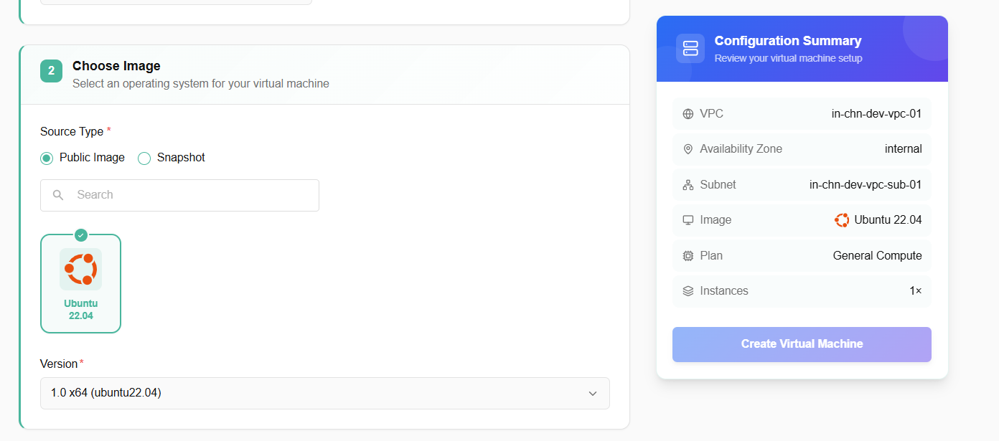 2
Choose Image
Select an operating system for your virtual machine
Source Type *
Public Image
Snapshot
Search
Ubuntu
22.04
Version*
1.0 x64 (ubuntu22.04)
Configuration Summary
Review your virtual machine setup
VPC in-chn-dev-vpc-01
Availability Zone internal
Subnet in-chn-dev-vpc-sub-01
Image Ubuntu 22.04
Plan General Compute
Instances 1×
Create Virtual Machine